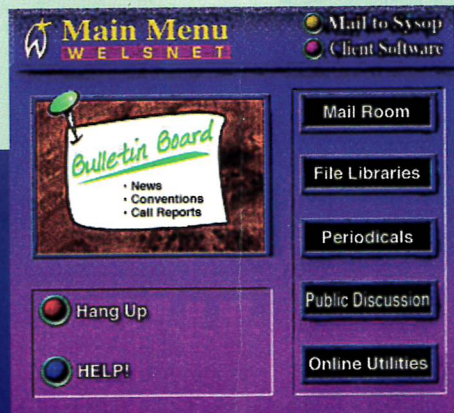 Main Menu
WELSNET
Mail to Sysop
Client Software
Bulletin Board
· News
· Conventions
· Call Reports
Mail Room
File Libraries
Periodicals
Public Discussion
Online Utilities
Hang Up
HELP!